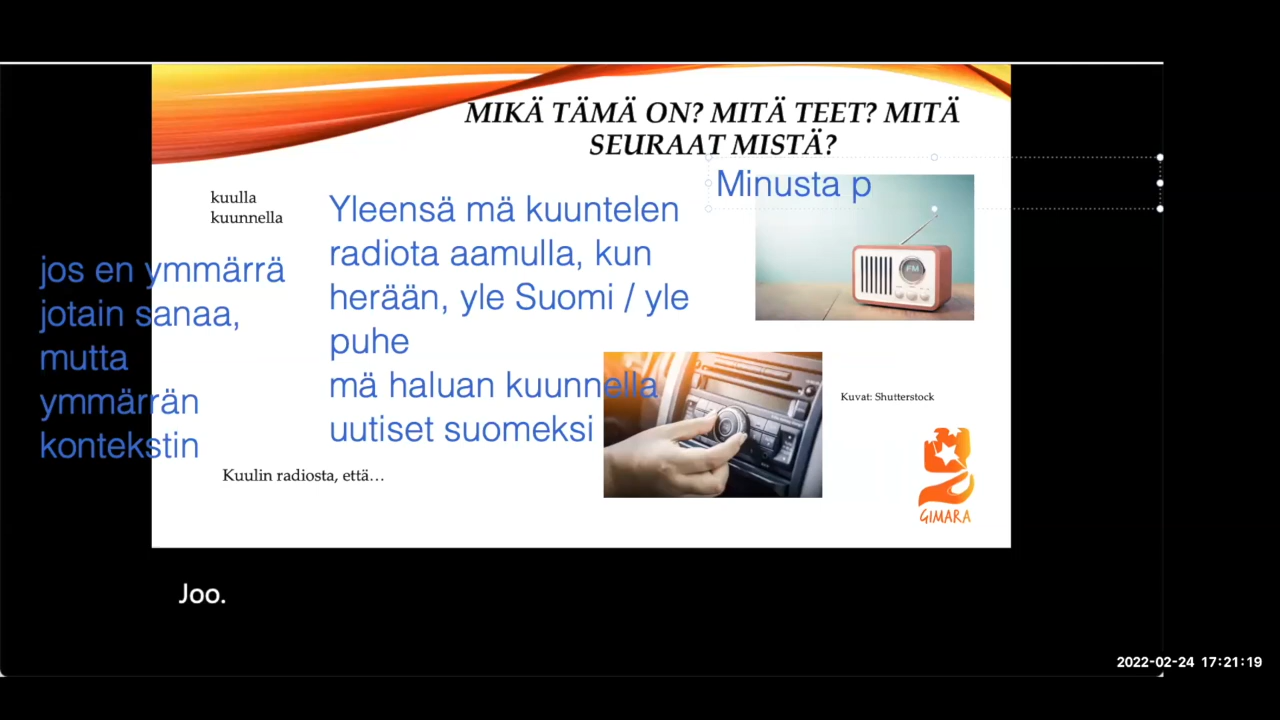 MIKÄ TÄMÄ ON? MITÄ TEET? MITÄ
SEURAAT MISTÄ?
kuulla
kuunnella
Minusta p
Yleensä mä kuuntelen
radiota aamulla, kun
herään, yle Suomi / yle
puhe
mä haluan kuunnella
uutiset suomeksi
jos en ymmärrä
jotain sanaa,
mutta
ymmärrän
kontekstin
FM
Kuvat: Shutterstock
Kuulin radiosta, että…
GIMARA
Joo.
2022-02-24 17:21:19